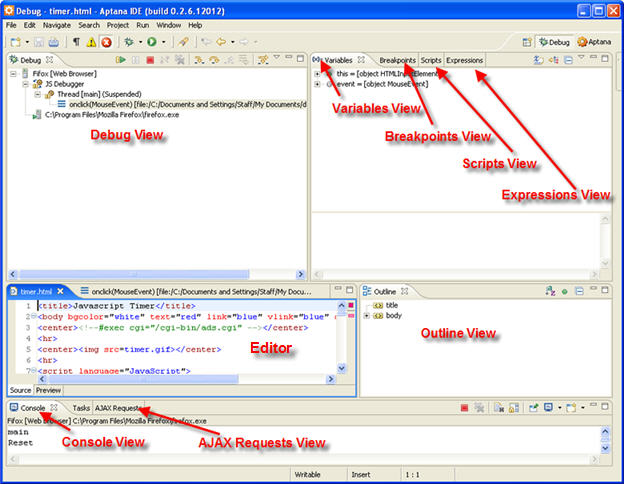 Debug - timer.html - Aptana IDE (build 0.2.6.12012)
File Edit Navigate Search Project Run Window Help
Debug Aptana
Debug
Fifox [Web Browser]
JS Debugger
Thread [main] (Suspended)
onclick(MouseEvent) [file:/C:/Documents and Settings/Staff/My Documents/d
C:\Program Files\Mozilla Firefox\firefox.exe
Debug View
Variables Breakpoints Scripts Expressions
this = [object HTMLInputElement]
event = [object MouseEvent]
Variables View
Breakpoints View
Scripts View
Expressions View
timer.html onclick(MouseEvent) [file:/C:/Documents and Settings/Staff/My Docu...
1 <title>Javascript Timer</title>
2 <body bgcolor="white" text="red" link="blue" vlink="blue"
3 <center><!--#exec cgi="/cgi-bin/ads.cgi" --></center>
4 <hr>
5 <center><img src=timer.gif></center>
6 <hr>
7 <script language="JavaScript">
Editor
Source Preview
Outline
title
body
Outline View
Console Tasks AJAX Requests
Fifox [Web Browser] C:\Program Files\Mozilla Firefox\firefox.exe
main
Reset
Console View
AJAX Requests View
Writable Insert 1 : 1